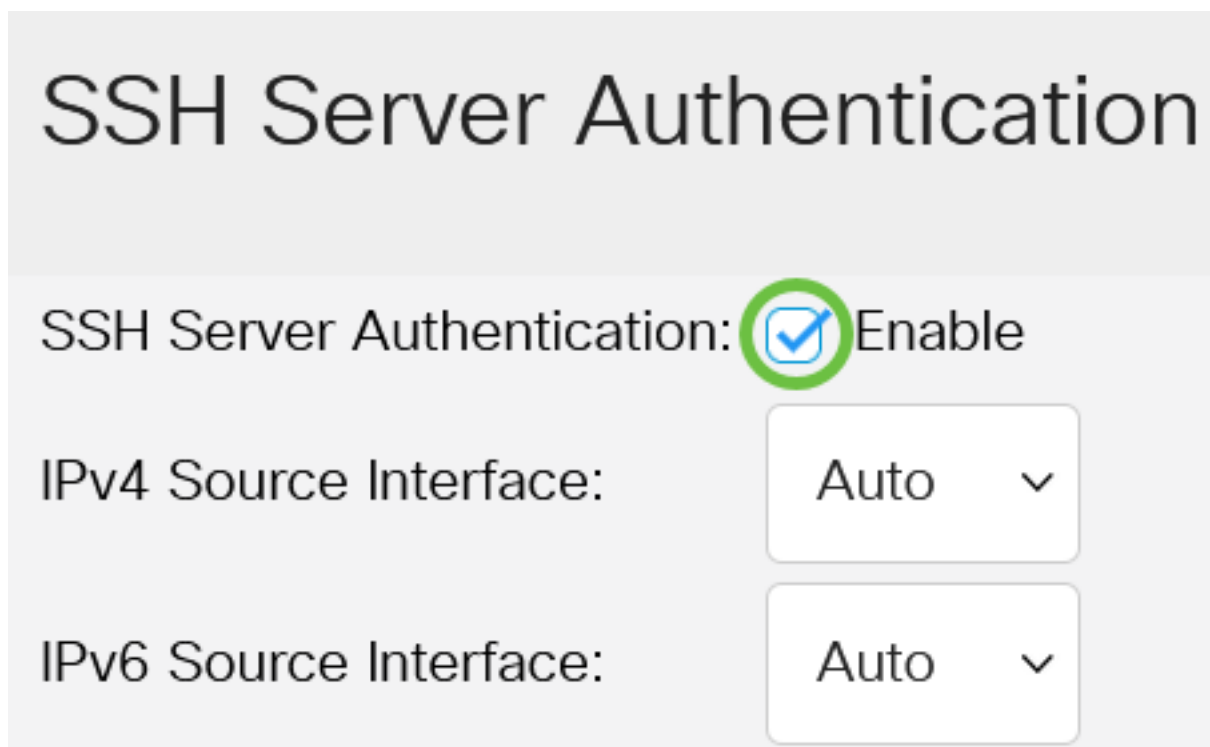 SSH Server Authentication
SSH Server Authentication: Enable
IPv4 Source Interface: Auto
IPv6 Source Interface: Auto